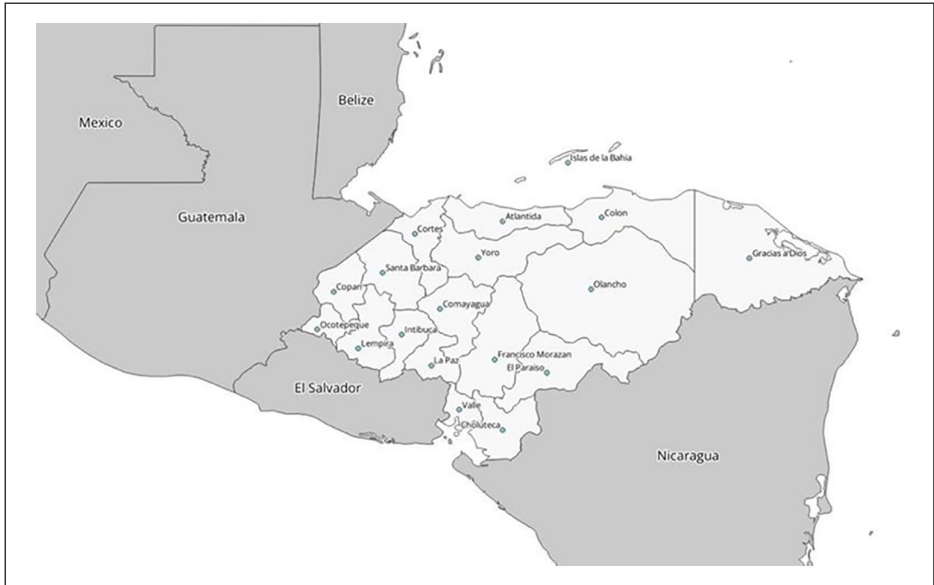 Belize
Mexico
Islas de la Bahia
Guatemala
Atlantida
Colon
Cortes
Yoro
Gracias a Dios
Santa Barbara
Copan
Olancho
Comayagua
Ocotepeque
Intibuca
Lempira
Francisco Morazan
La Paz
El Paraiso
El Salvador
Valle
Choluteca
Nicaragua